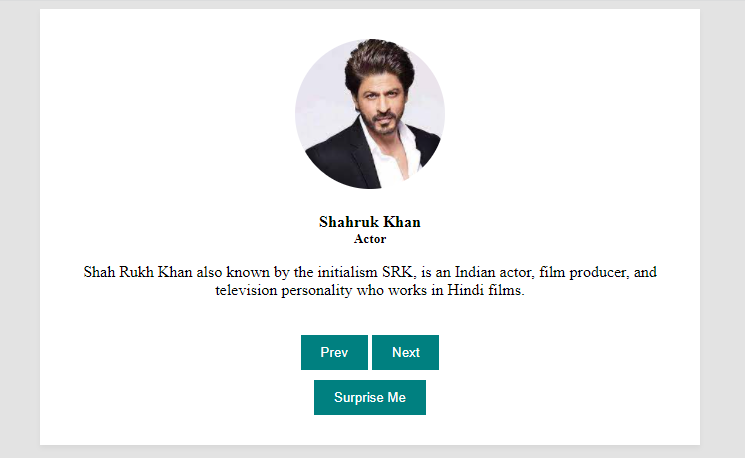 Shahruk Khan
Actor
Shah Rukh Khan also known by the initialism SRK, is an Indian actor, film producer, and
television personality who works in Hindi films.
Prev Next
Surprise Me